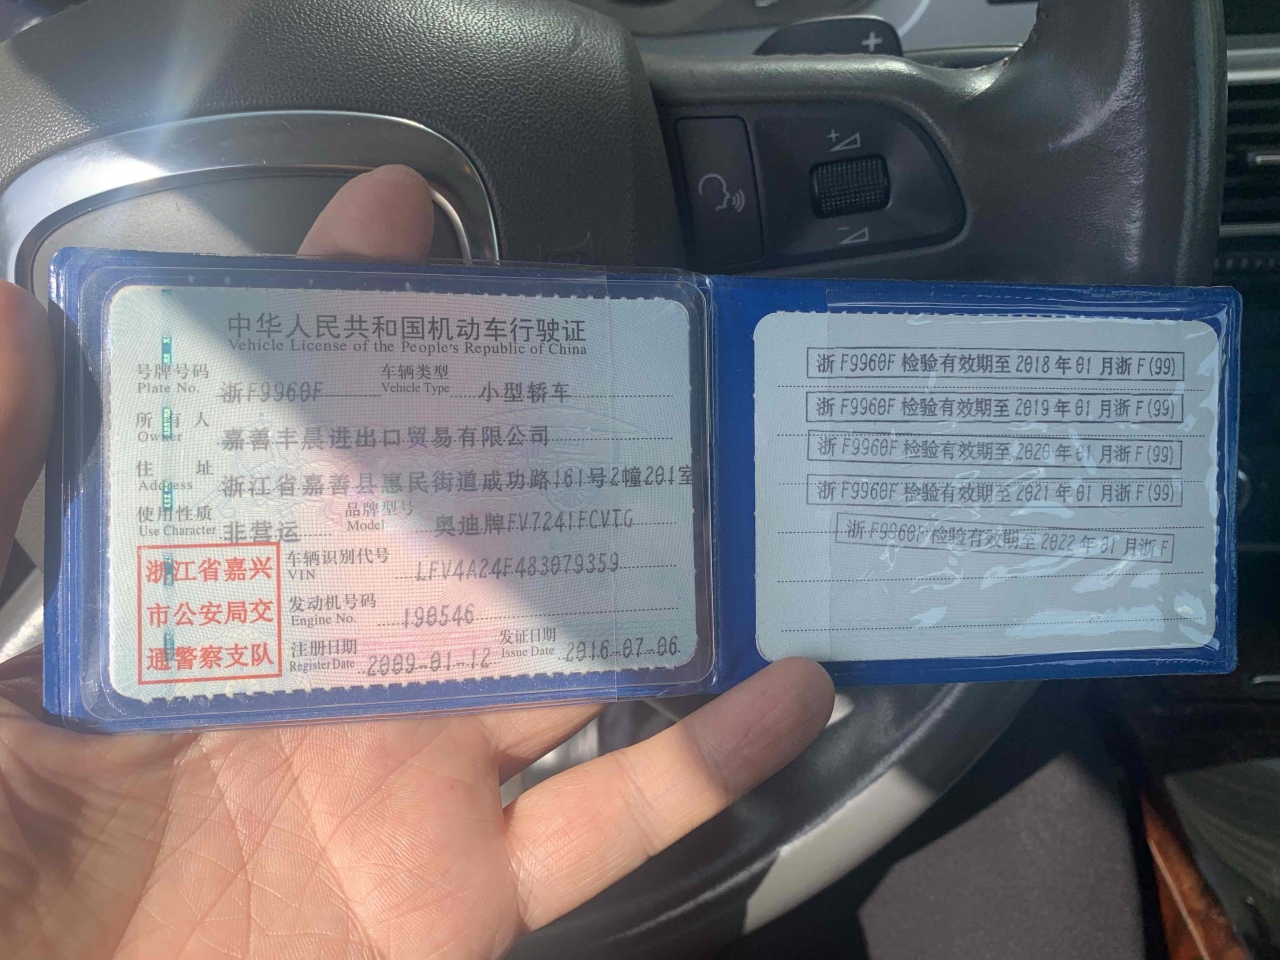 中华人民共和国机动车行驶证
Vehicle License of the People's Republic of China
号牌号码 浙F9960F 车辆类型 小型轿车
Plate No. Vehicle Type
所有人 嘉善丰晨进出口贸易有限公司
Owner
住址 浙江省嘉善县惠民街道成功路161号2幢201室
Address
使用性质 非营运 品牌型号 奥迪牌FV7241FCVTG
Use Character Model
浙江省嘉兴
市公安局交
通警察支队
车辆识别代号 LFV4A24F483079359
VIN
发动机号码 190546
Engine No.
注册日期 2009-01-12 发证日期 2016-07-06
Register Date Issue Date
浙F9960F检验有效期至2018年01月浙F(99)
浙F9960F检验有效期至2019年01月浙F(99)
浙F9960F检验有效期至2020年01月浙F(99)
浙F9960F检验有效期至2021年01月浙F(99)
浙F9960F检验有效期至2022年01月浙F